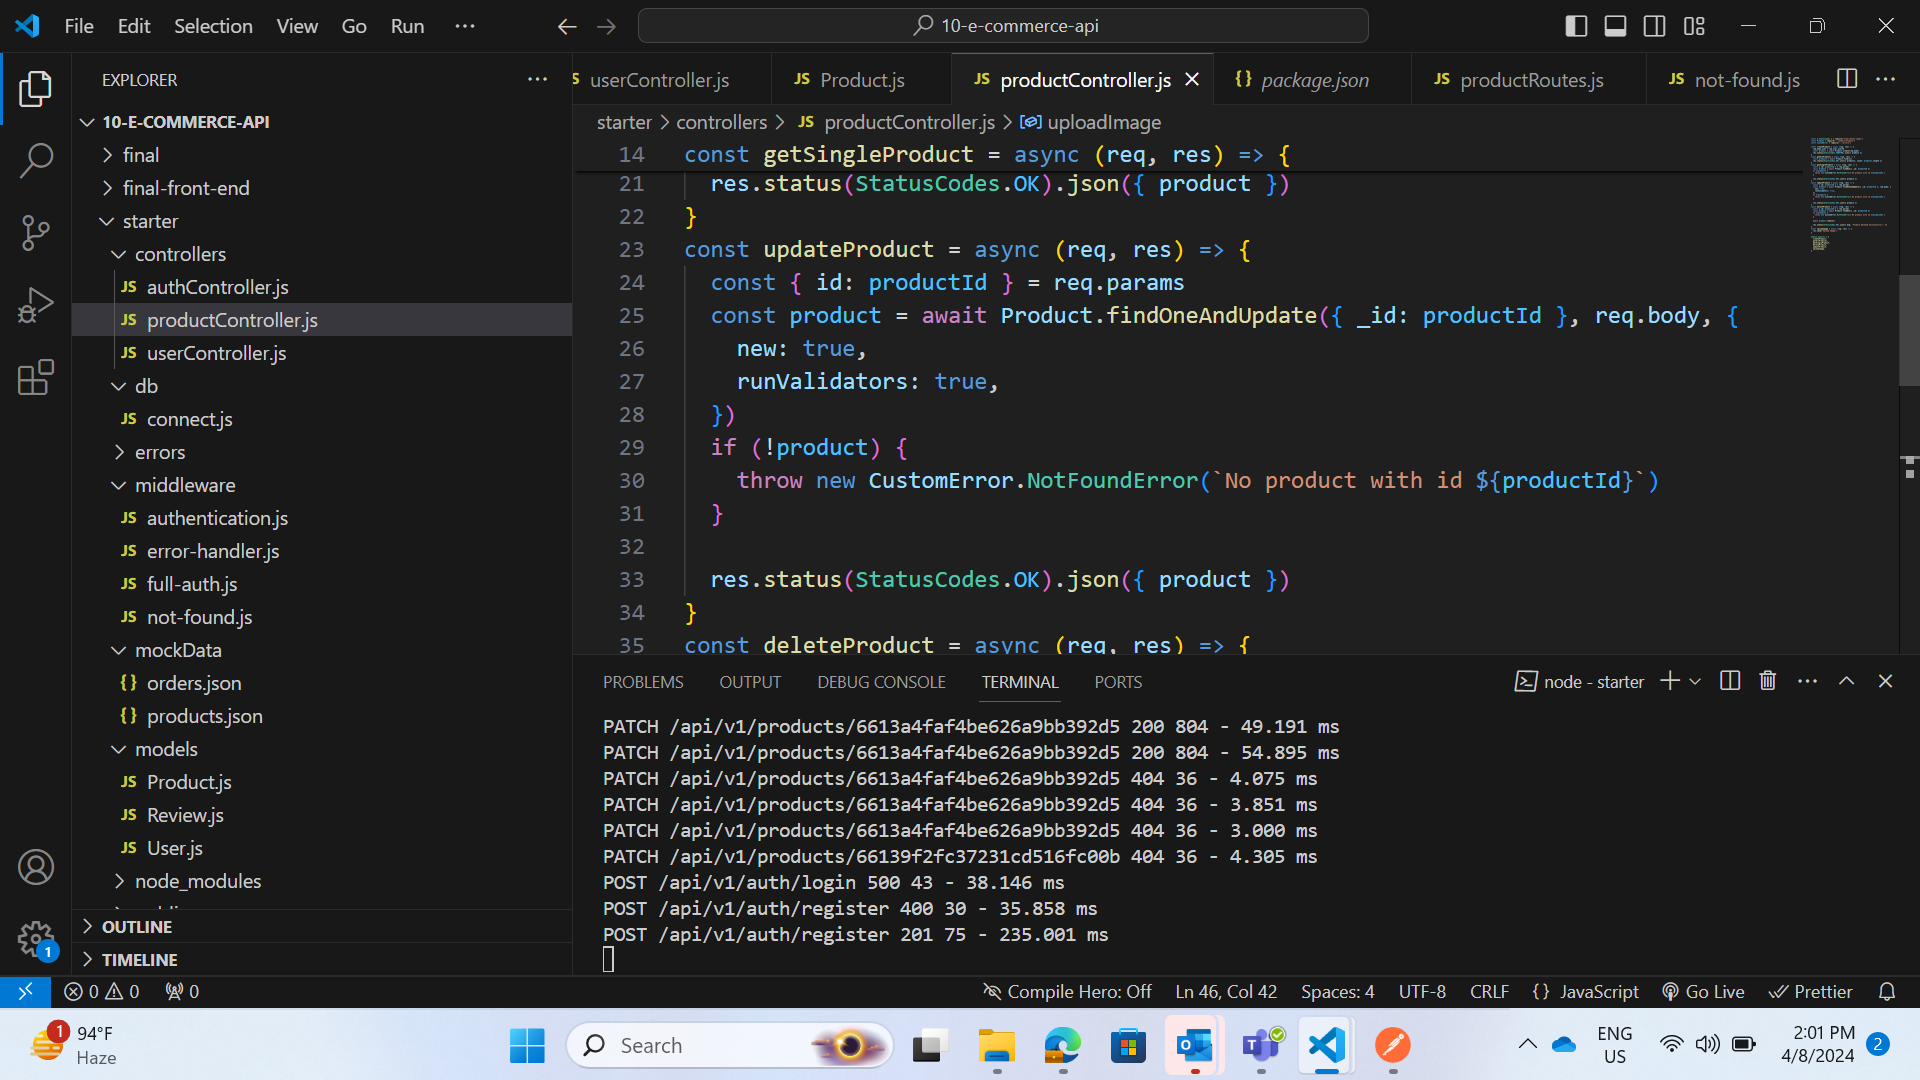 File Edit Selection View Go Run ··· 10-e-commerce-api
EXPLORER ···
10-E-COMMERCE-API
final
final-front-end
starter
controllers
JS authController.js
JS productController.js
JS userController.js
db
JS connect.js
errors
middleware
JS authentication.js
JS error-handler.js
JS full-auth.js
JS not-found.js
mockData
{} orders.json
{} products.json
models
JS Product.js
JS Review.js
JS User.js
node_modules
OUTLINE
TIMELINE
1
S userController.js JS Product.js JS productController.js {} package.json JS productRoutes.js JS not-found.js ···
starter > controllers > JS productController.js > uploadImage
14 const getSingleProduct = async (req, res) => {
21 res.status(StatusCodes.OK).json({ product })
22 }
23 const updateProduct = async (req, res) => {
24 const { id: productId } = req.params
25 const product = await Product.findOneAndUpdate({ _id: productId }, req.body, {
26 new: true,
27 runValidators: true,
28 })
29 if (!product) {
30 throw new CustomError.NotFoundError(`No product with id ${productId}`)
31 }
32
33 res.status(StatusCodes.OK).json({ product })
34 }
35 const deleteProduct = async (req, res) => {
PROBLEMS OUTPUT DEBUG CONSOLE TERMINAL PORTS node - starter ···
PATCH /api/v1/products/6613a4faf4be626a9bb392d5 200 804 - 49.191 ms
PATCH /api/v1/products/6613a4faf4be626a9bb392d5 200 804 - 54.895 ms
PATCH /api/v1/products/6613a4faf4be626a9bb392d5 404 36 - 4.075 ms
PATCH /api/v1/products/6613a4faf4be626a9bb392d5 404 36 - 3.851 ms
PATCH /api/v1/products/6613a4faf4be626a9bb392d5 404 36 - 3.000 ms
PATCH /api/v1/products/66139f2fc37231cd516fc00b 404 36 - 4.305 ms
POST /api/v1/auth/login 500 43 - 38.146 ms
POST /api/v1/auth/register 400 30 - 35.858 ms
POST /api/v1/auth/register 201 75 - 235.001 ms
0 0 0 Compile Hero: Off Ln 46, Col 42 Spaces: 4 UTF-8 CRLF {} JavaScript Go Live Prettier
1 94°F
Haze
Search
ENG
US
2:01 PM
4/8/2024
2